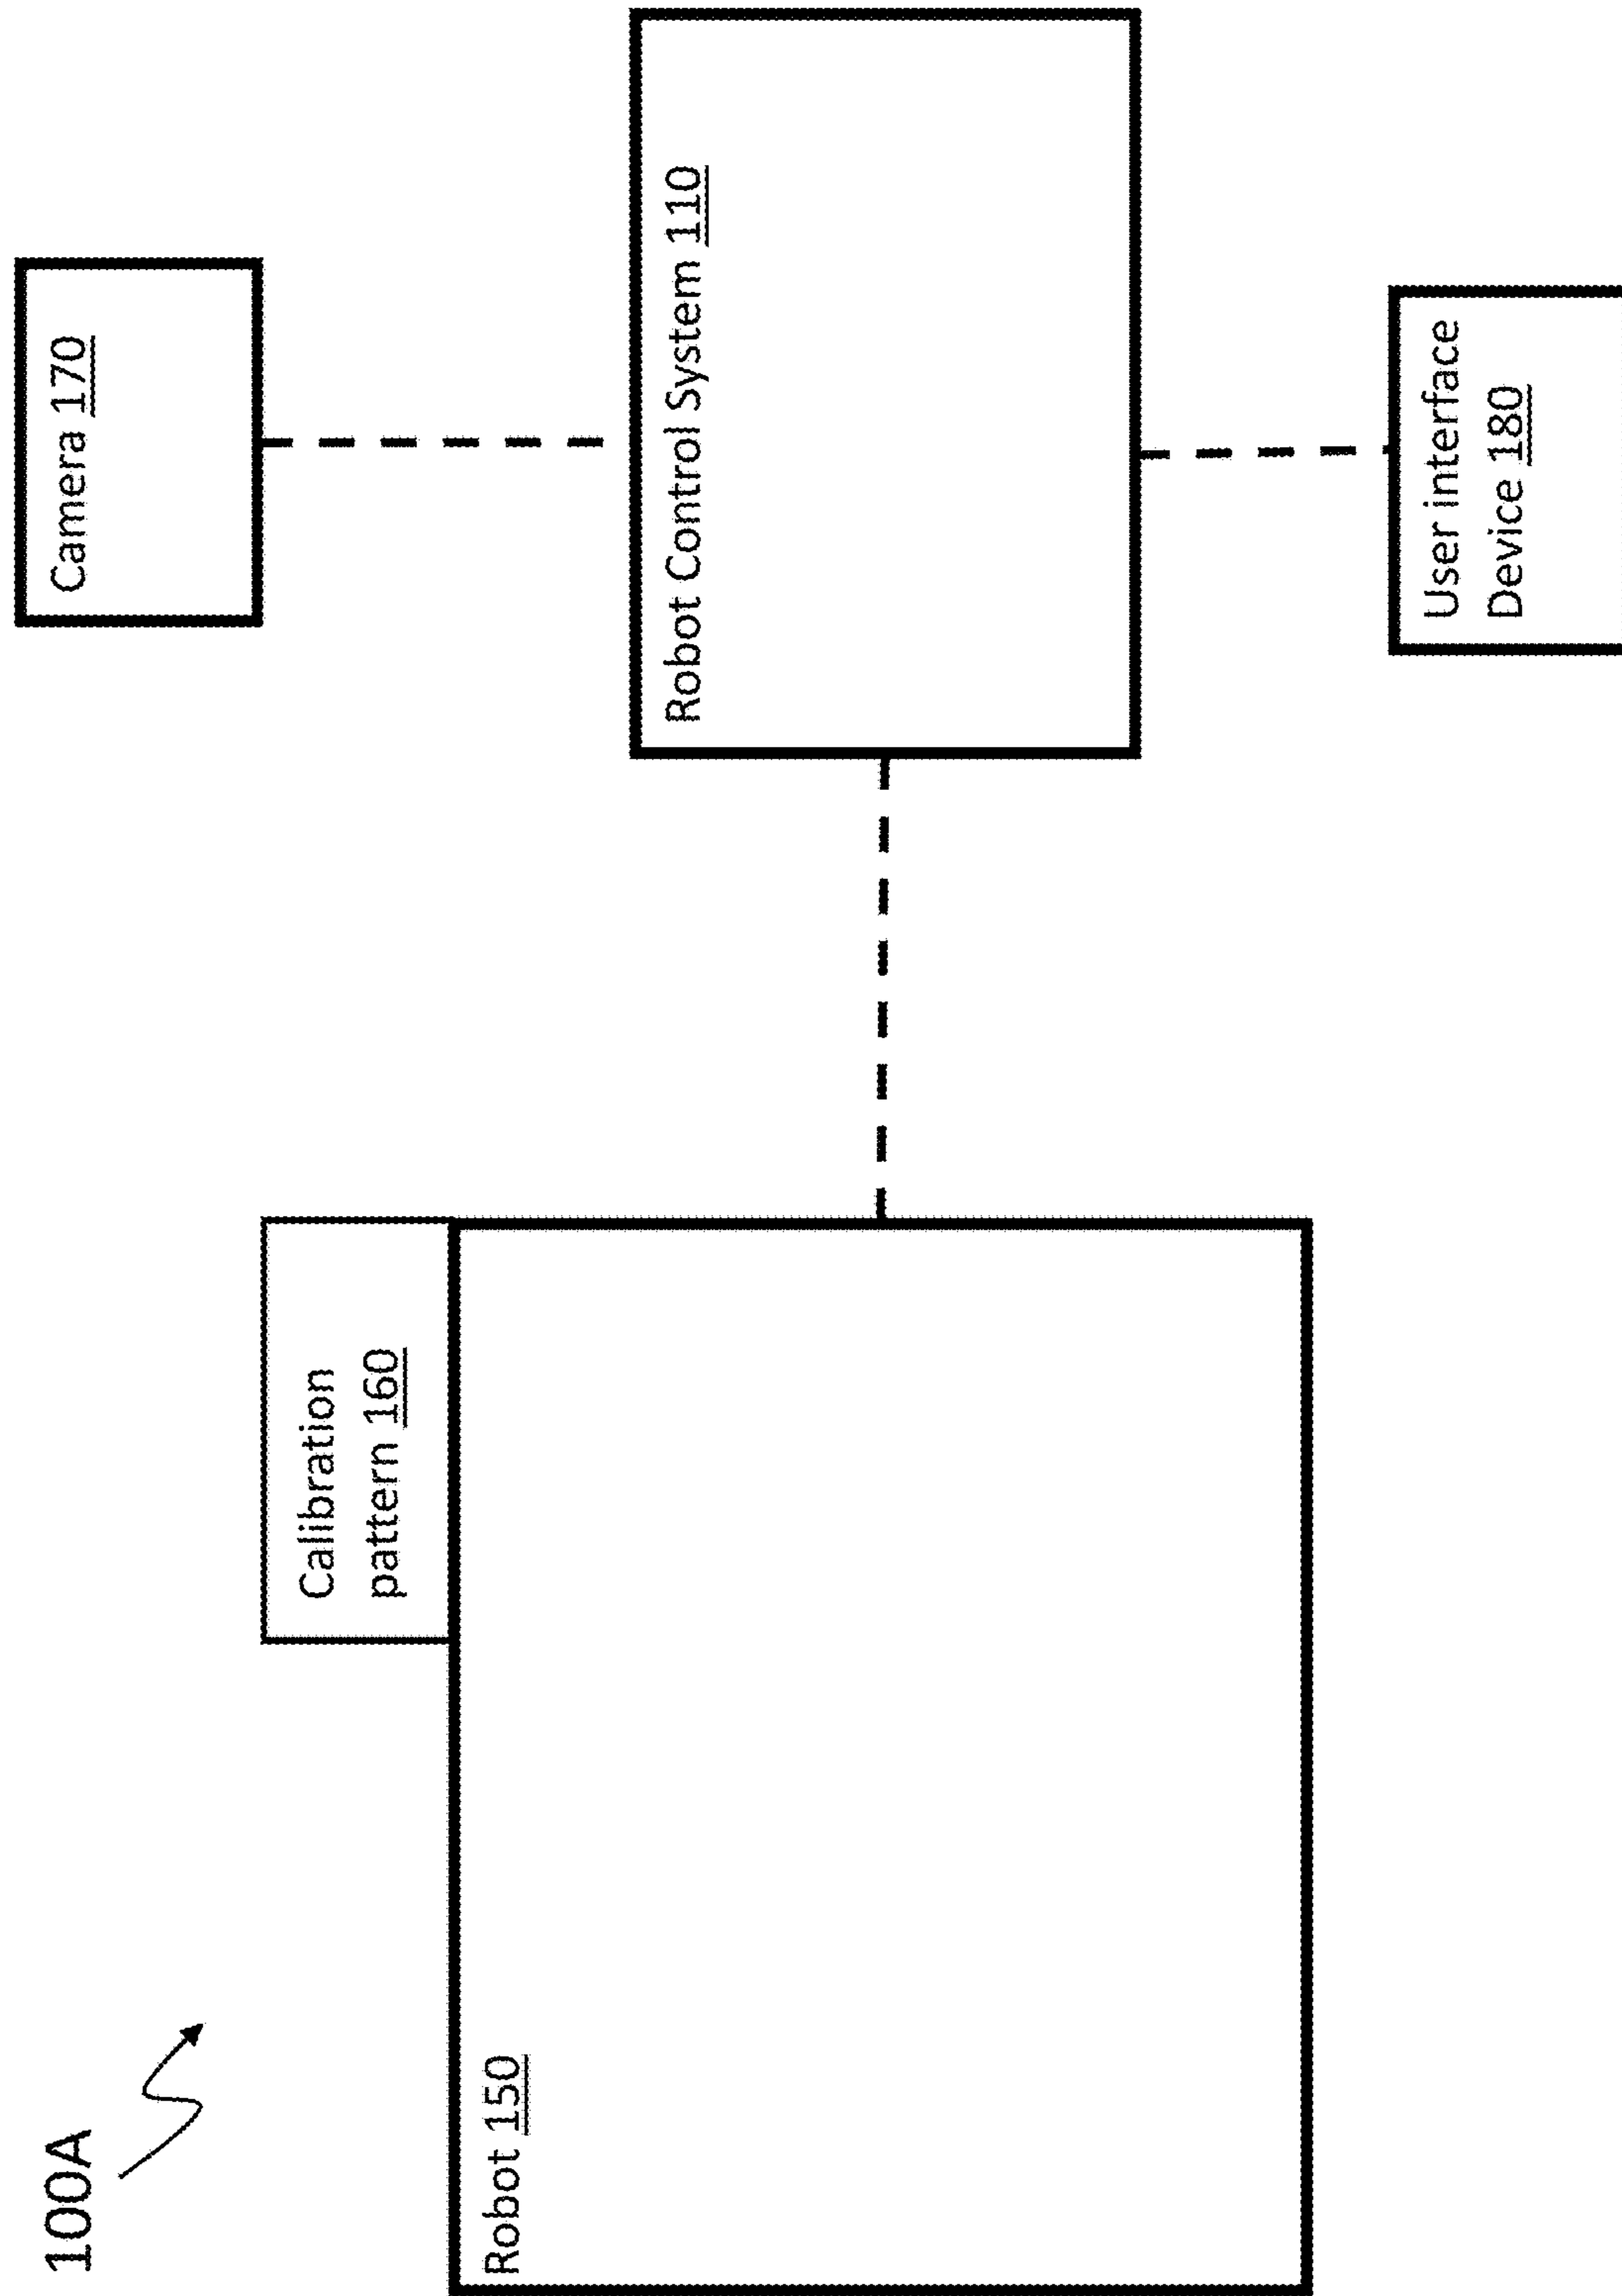 100A
Camera 170
Calibration
pattern 160
Robot 150
Robot Control System 110
User interface
Device 180